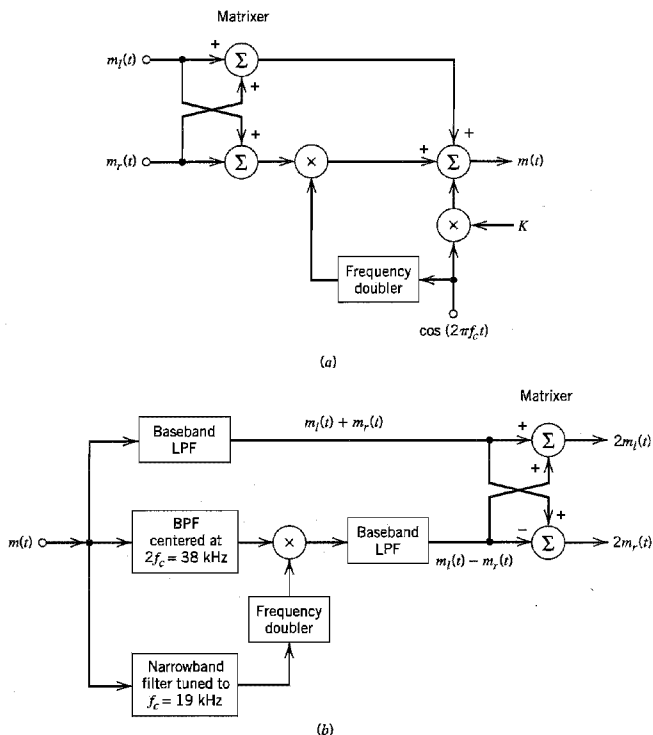 Matrixer
m_l(t)
+
Σ
+
+
+
m_r(t)
Σ
×
+
Σ
m(t)
×
K
Frequency
doubler
cos (2πf_ct)
(a)
Matrixer
Baseband
LPF
m_l(t) + m_r(t)
+
Σ
2m_l(t)
+
+
m(t)
BPF
centered at
2f_c = 38 kHz
×
Baseband
LPF
m_l(t) − m_r(t)
−
Σ
2m_r(t)
Frequency
doubler
Narrowband
filter tuned to
f_c = 19 kHz
(b)